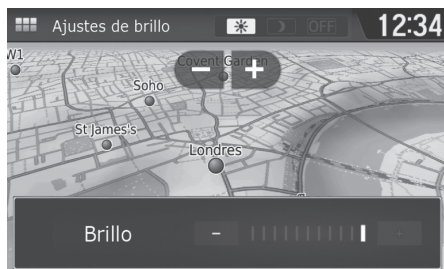 Ajustes de brillo OFF 12:34
W1
Covent Garden
Soho
St James's
Londres
Brillo - +